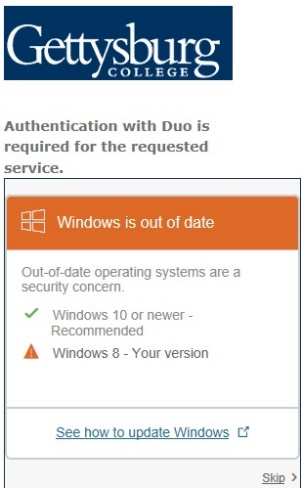 Gettysburg
COLLEGE
Authentication with Duo is
required for the requested
service.
Windows is out of date
Out-of-date operating systems are a
security concern.
Windows 10 or newer -
Recommended
Windows 8 - Your version
See how to update Windows
Skip